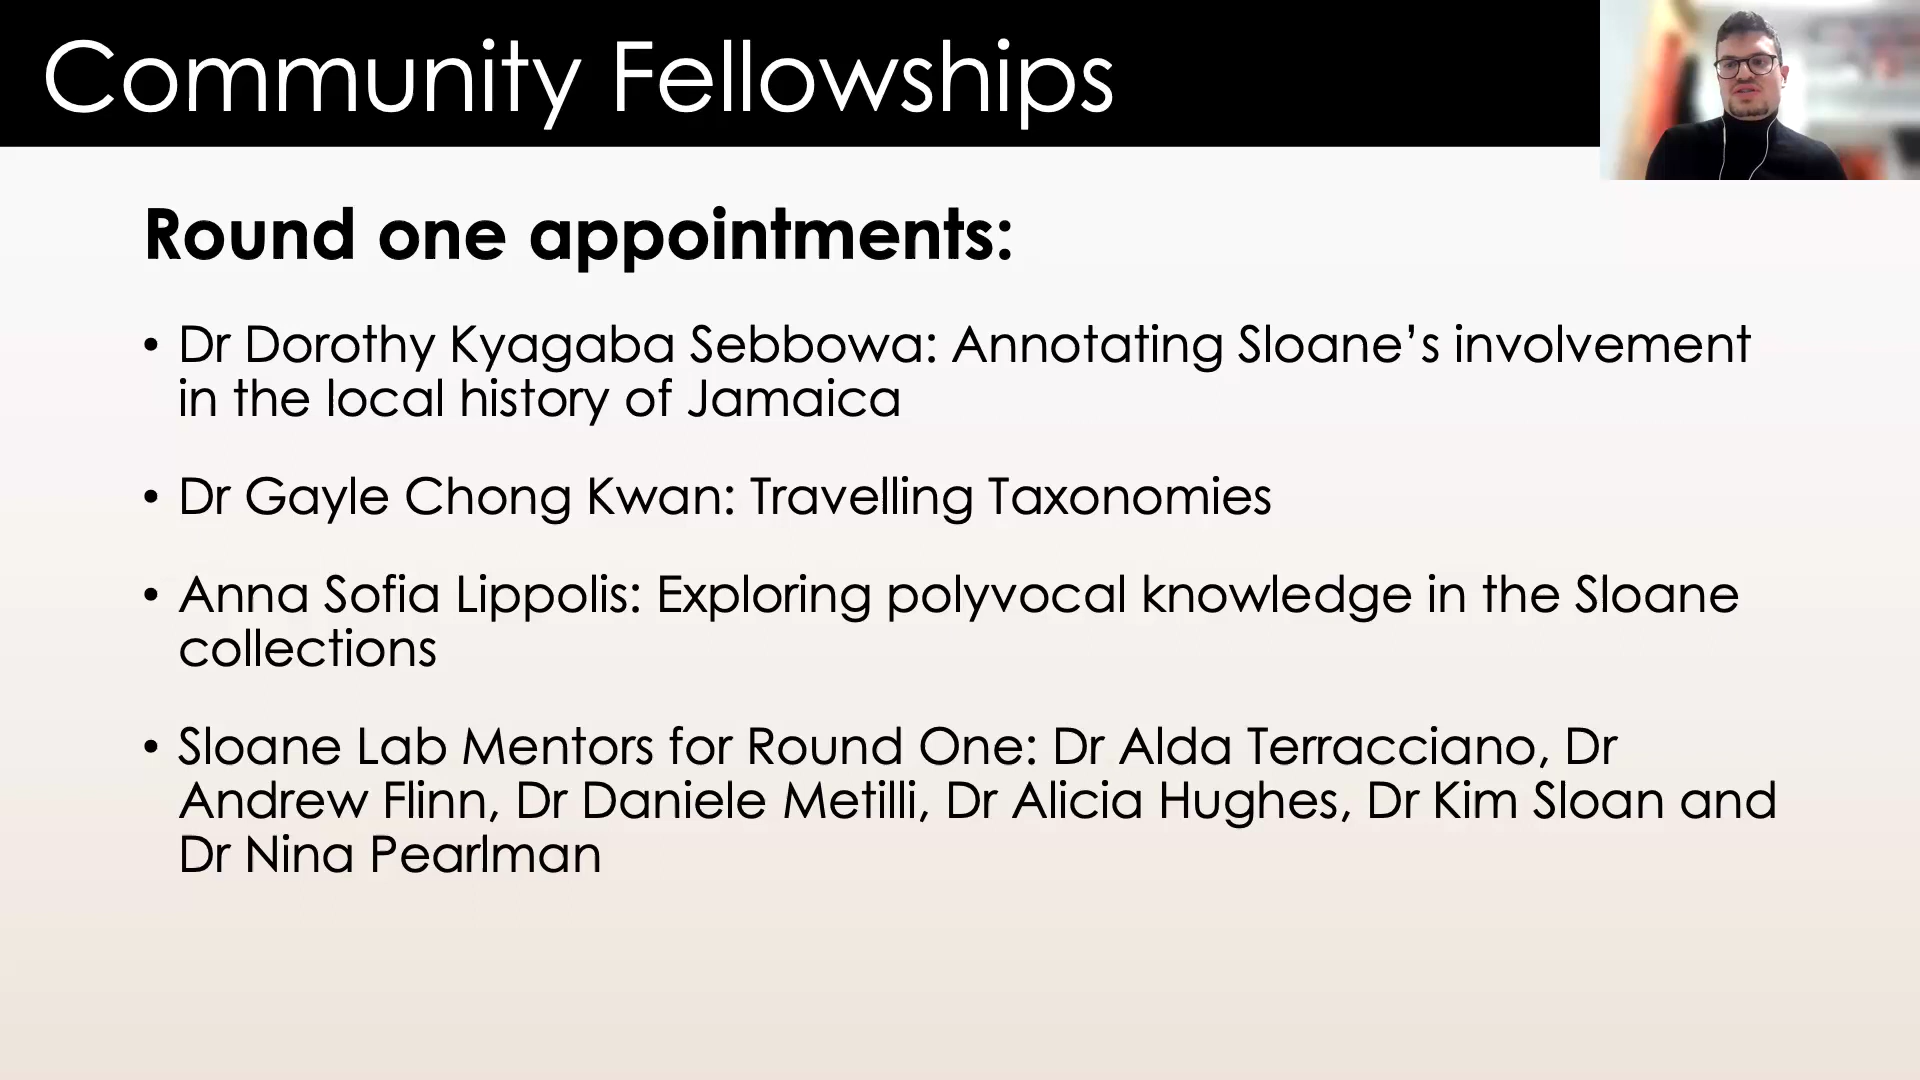 Community Fellowships
Round one appointments:
• Dr Dorothy Kyagaba Sebbowa: Annotating Sloane’s involvement
in the local history of Jamaica
• Dr Gayle Chong Kwan: Travelling Taxonomies
• Anna Sofia Lippolis: Exploring polyvocal knowledge in the Sloane
collections
• Sloane Lab Mentors for Round One: Dr Alda Terracciano, Dr
Andrew Flinn, Dr Daniele Metilli, Dr Alicia Hughes, Dr Kim Sloan and
Dr Nina Pearlman